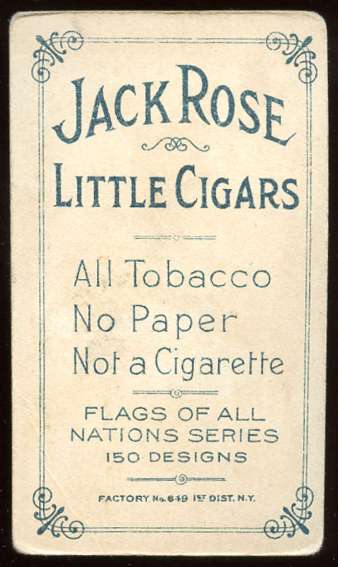 JACK ROSE
LITTLE CIGARS
All Tobacco
No Paper
Not a Cigarette
FLAGS OF ALL
NATIONS SERIES
150 DESIGNS
FACTORY No. 649 1ST DIST. N.Y.